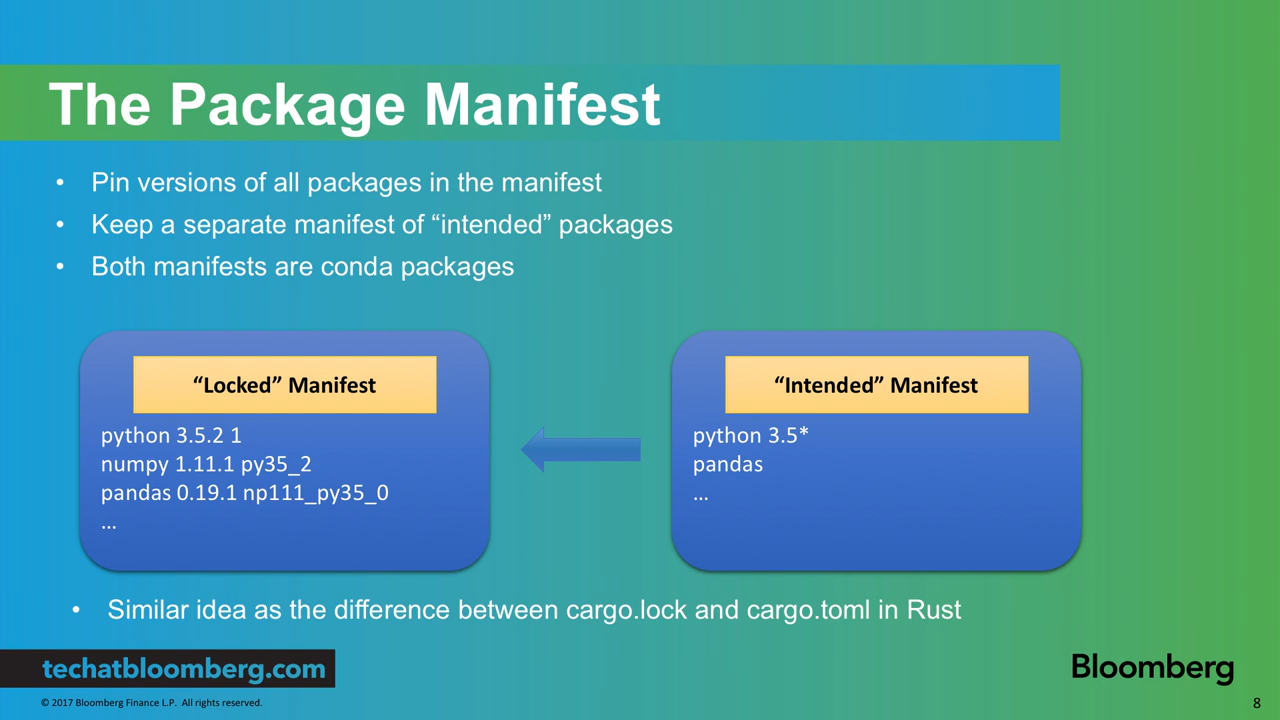 The Package Manifest
• Pin versions of all packages in the manifest
• Keep a separate manifest of “intended” packages
• Both manifests are conda packages
“Locked” Manifest
python 3.5.2 1
numpy 1.11.1 py35_2
pandas 0.19.1 np111_py35_0
...
“Intended” Manifest
python 3.5*
pandas
...
• Similar idea as the difference between cargo.lock and cargo.toml in Rust
techatbloomberg.com
Bloomberg
© 2017 Bloomberg Finance L.P. All rights reserved.
8